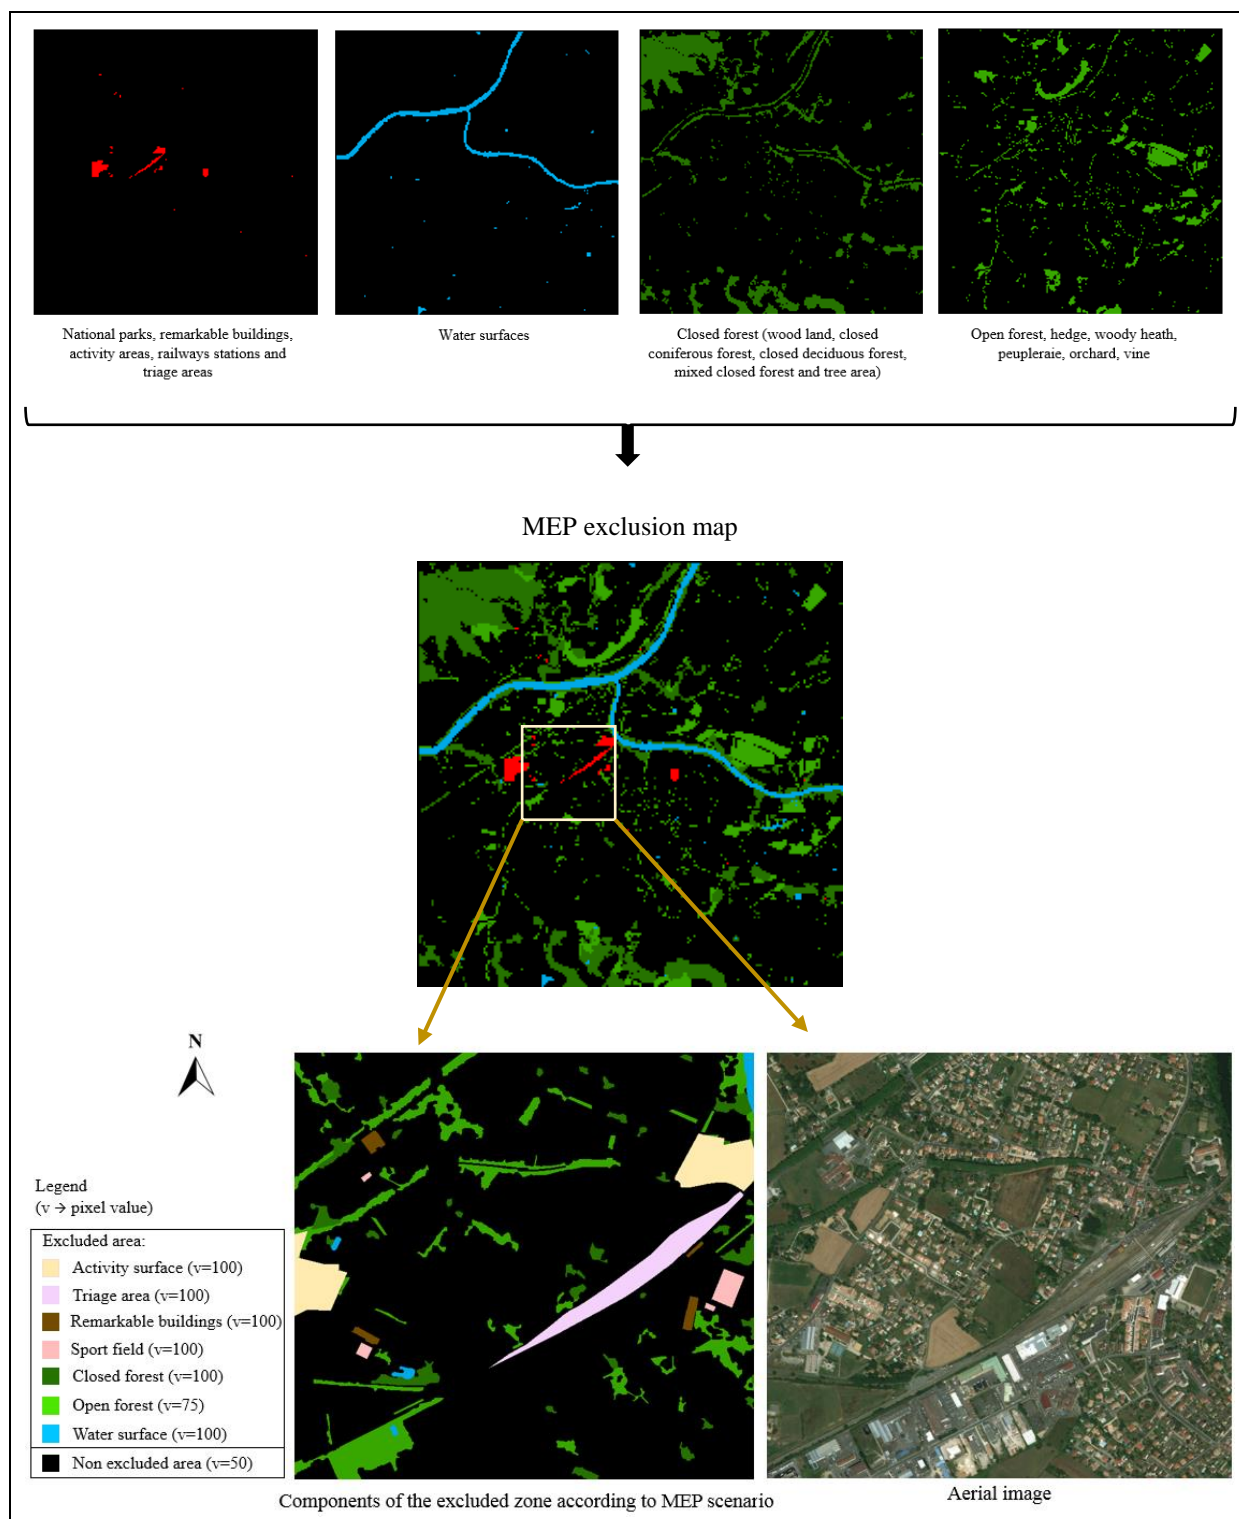 National parks, remarkable buildings,
activity areas, railways stations and
triage areas
Water surfaces
Closed forest (wood land, closed
coniferous forest, closed deciduous forest,
mixed closed forest and tree area)
Open forest, hedge, woody heath,
peupleraie, orchard, vine
MEP exclusion map
N
Legend
(v → pixel value)
Excluded area:
Activity surface (v=100)
Triage area (v=100)
Remarkable buildings (v=100)
Sport field (v=100)
Closed forest (v=100)
Open forest (v=75)
Water surface (v=100)
Non excluded area (v=50)
Components of the excluded zone according to MEP scenario
Aerial image